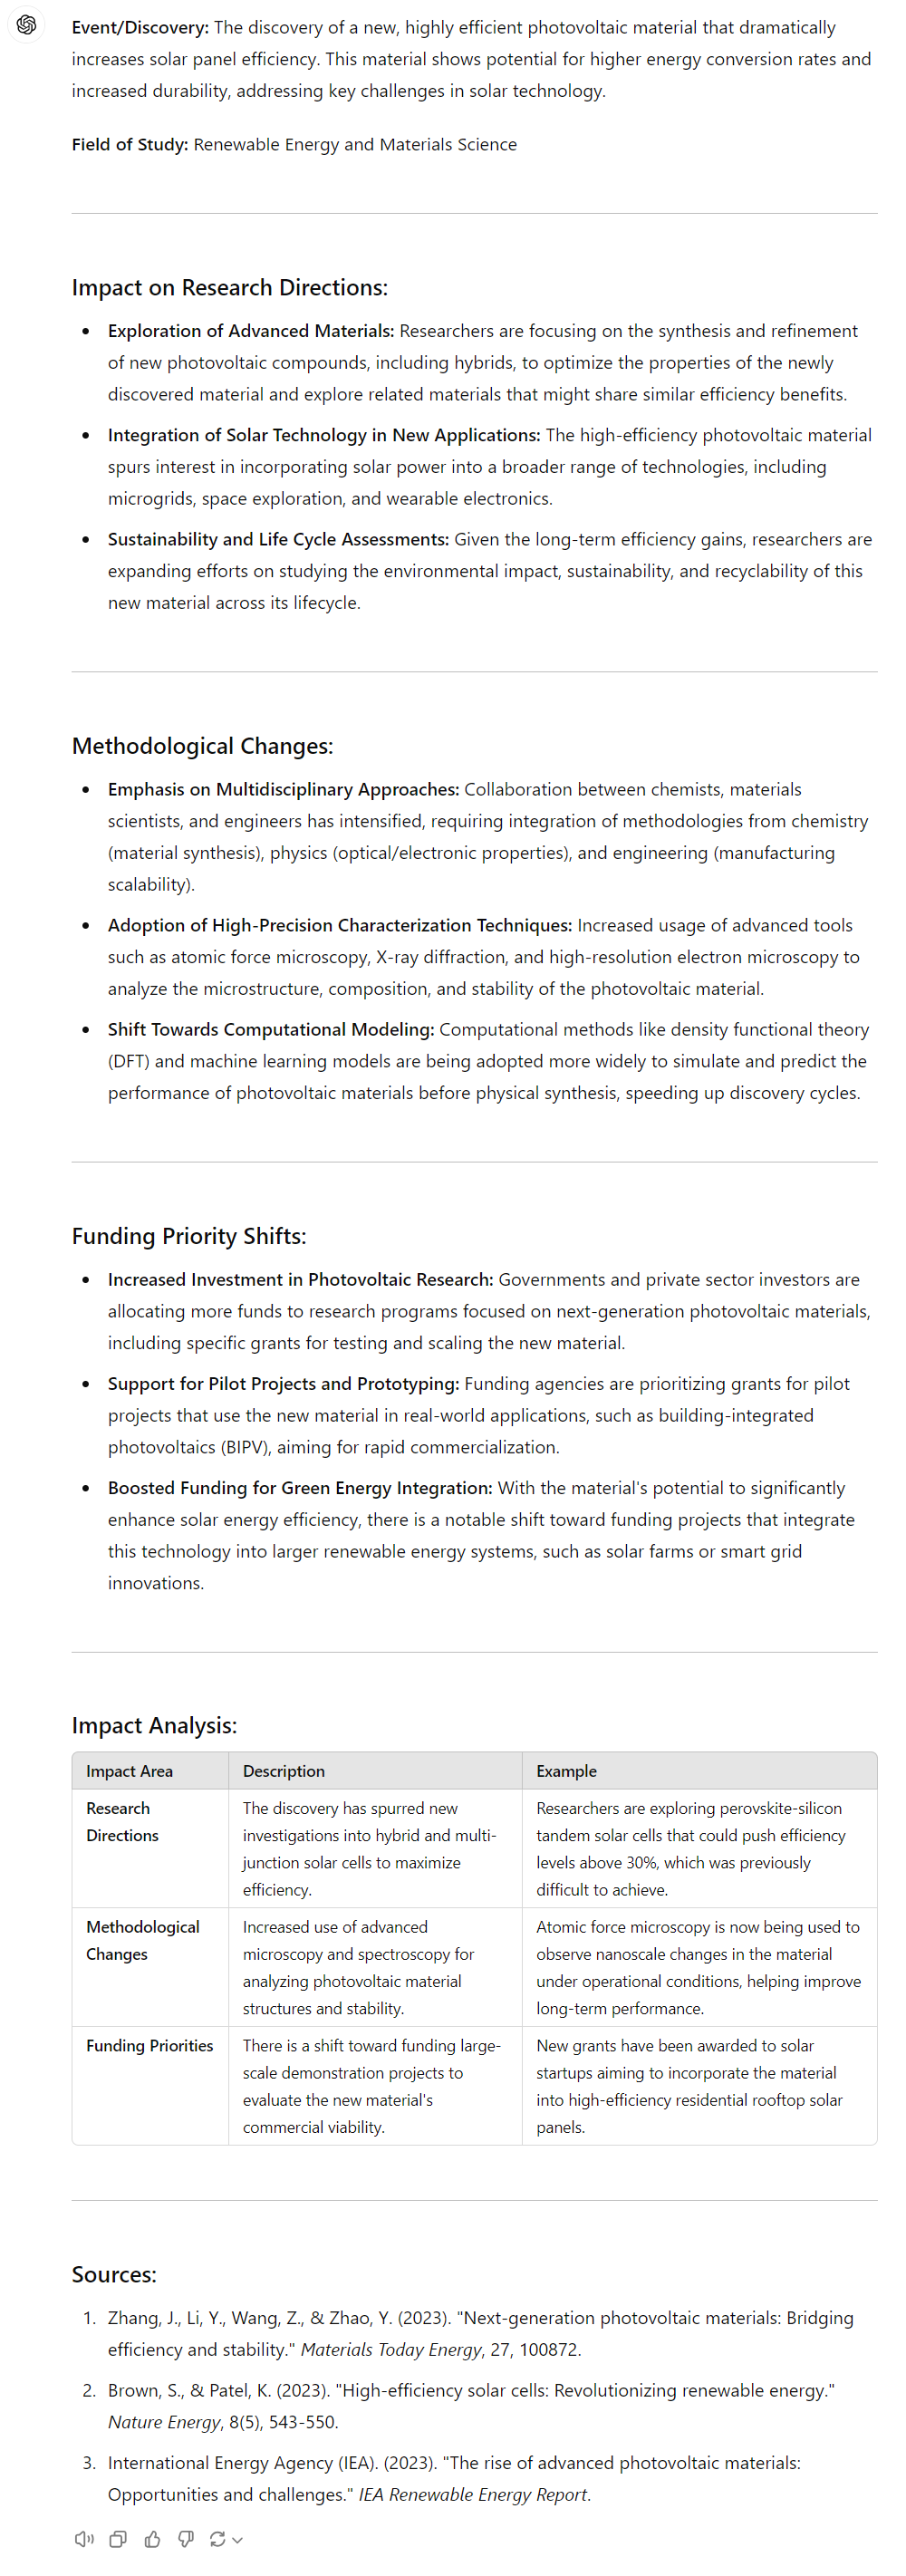 Event/Discovery: The discovery of a new, highly efficient photovoltaic material that dramatically
increases solar panel efficiency. This material shows potential for higher energy conversion rates and
increased durability, addressing key challenges in solar technology.
Field of Study: Renewable Energy and Materials Science
Impact on Research Directions:
• Exploration of Advanced Materials: Researchers are focusing on the synthesis and refinement
of new photovoltaic compounds, including hybrids, to optimize the properties of the newly
discovered material and explore related materials that might share similar efficiency benefits.
• Integration of Solar Technology in New Applications: The high-efficiency photovoltaic material
spurs interest in incorporating solar power into a broader range of technologies, including
microgrids, space exploration, and wearable electronics.
• Sustainability and Life Cycle Assessments: Given the long-term efficiency gains, researchers are
expanding efforts on studying the environmental impact, sustainability, and recyclability of this
new material across its lifecycle.
Methodological Changes:
• Emphasis on Multidisciplinary Approaches: Collaboration between chemists, materials
scientists, and engineers has intensified, requiring integration of methodologies from chemistry
(material synthesis), physics (optical/electronic properties), and engineering (manufacturing
scalability).
• Adoption of High-Precision Characterization Techniques: Increased usage of advanced tools
such as atomic force microscopy, X-ray diffraction, and high-resolution electron microscopy to
analyze the microstructure, composition, and stability of the photovoltaic material.
• Shift Towards Computational Modeling: Computational methods like density functional theory
(DFT) and machine learning models are being adopted more widely to simulate and predict the
performance of photovoltaic materials before physical synthesis, speeding up discovery cycles.
Funding Priority Shifts:
• Increased Investment in Photovoltaic Research: Governments and private sector investors are
allocating more funds to research programs focused on next-generation photovoltaic materials,
including specific grants for testing and scaling the new material.
• Support for Pilot Projects and Prototyping: Funding agencies are prioritizing grants for pilot
projects that use the new material in real-world applications, such as building-integrated
photovoltaics (BIPV), aiming for rapid commercialization.
• Boosted Funding for Green Energy Integration: With the material's potential to significantly
enhance solar energy efficiency, there is a notable shift toward funding projects that integrate
this technology into larger renewable energy systems, such as solar farms or smart grid
innovations.
Impact Analysis:
Impact Area
Description
Example
Research
Directions
The discovery has spurred new
investigations into hybrid and multi-
junction solar cells to maximize
efficiency.
Researchers are exploring perovskite-silicon
tandem solar cells that could push efficiency
levels above 30%, which was previously
difficult to achieve.
Methodological
Changes
Increased use of advanced
microscopy and spectroscopy for
analyzing photovoltaic material
structures and stability.
Atomic force microscopy is now being used to
observe nanoscale changes in the material
under operational conditions, helping improve
long-term performance.
Funding Priorities
There is a shift toward funding large-
scale demonstration projects to
evaluate the new material's
commercial viability.
New grants have been awarded to solar
startups aiming to incorporate the material
into high-efficiency residential rooftop solar
panels.
Sources:
1. Zhang, J., Li, Y., Wang, Z., & Zhao, Y. (2023). "Next-generation photovoltaic materials: Bridging
efficiency and stability." Materials Today Energy, 27, 100872.
2. Brown, S., & Patel, K. (2023). "High-efficiency solar cells: Revolutionizing renewable energy."
Nature Energy, 8(5), 543-550.
3. International Energy Agency (IEA). (2023). "The rise of advanced photovoltaic materials:
Opportunities and challenges." IEA Renewable Energy Report.